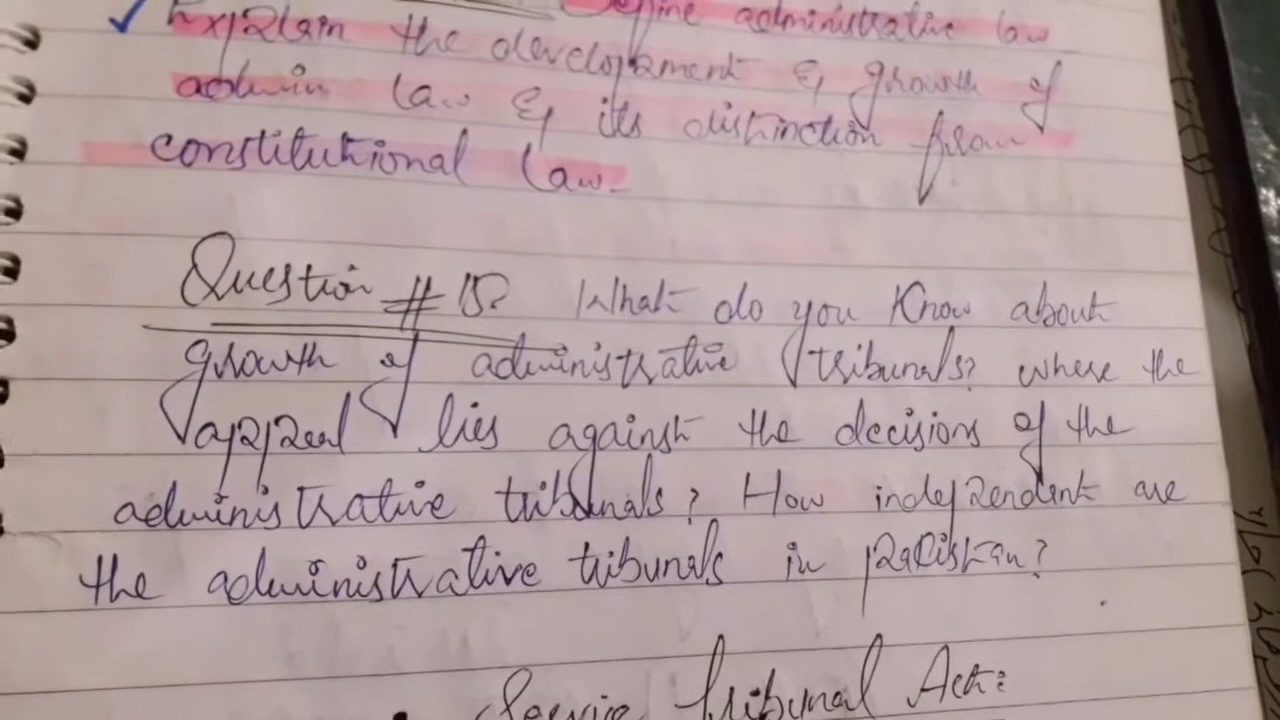 Explain the development & growth of Define administrative law
admin law & its distinction from
constitutional law.
Question # 15: What do you know about
growth of administrative tribunals? where the
appeal lies against the decisions of the
administrative tribunals? How independent are
the administrative tribunals in pakistan?
Service Tribunal Act: